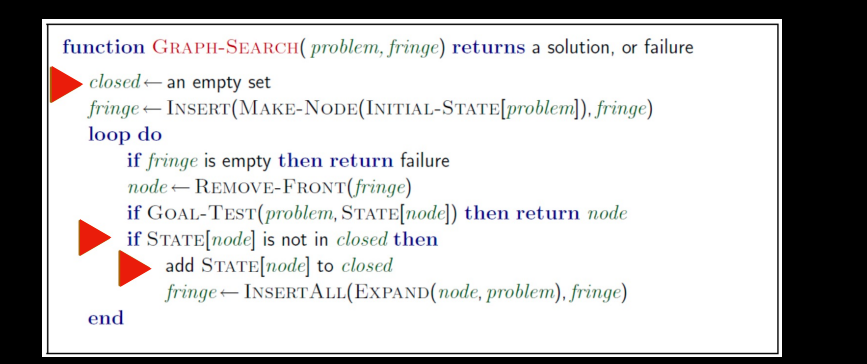 function GRAPH-SEARCH( problem, fringe) returns a solution, or failure
closed ← an empty set
fringe ← INSERT(MAKE-NODE(INITIAL-STATE[problem]), fringe)
loop do
if fringe is empty then return failure
node ← REMOVE-FRONT(fringe)
if GOAL-TEST(problem, STATE[node]) then return node
if STATE[node] is not in closed then
add STATE[node] to closed
fringe ← INSERTALL(EXPAND(node, problem), fringe)
end